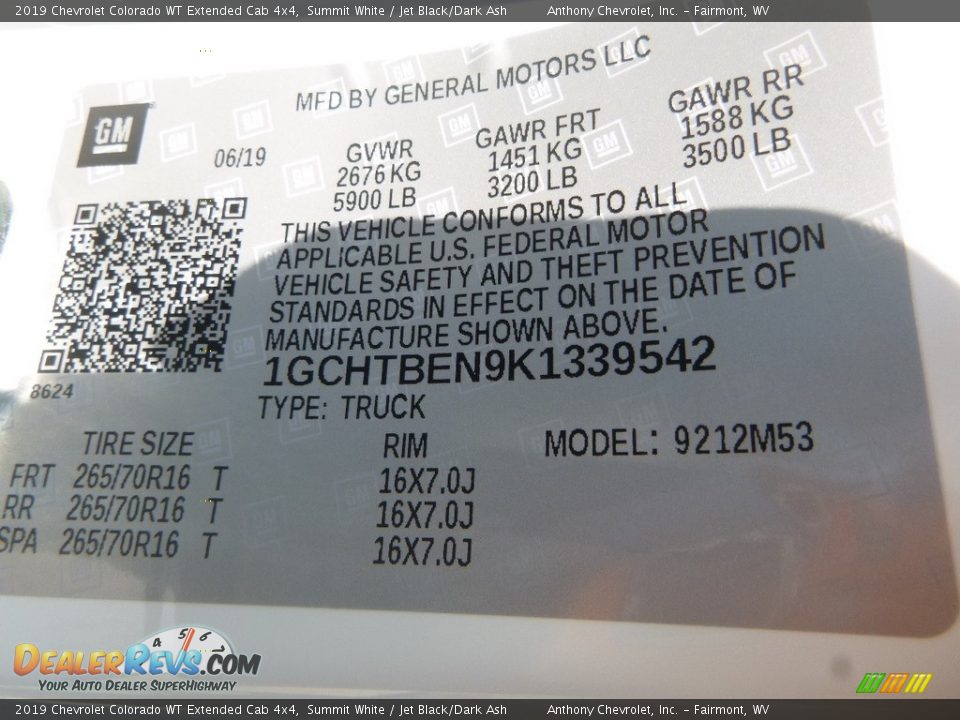 2019 Chevrolet Colorado WT Extended Cab 4x4, Summit White / Jet Black/Dark Ash Anthony Chevrolet, Inc. - Fairmont, WV
MFD BY GENERAL MOTORS LLC
GM
06/19
GVWR GAWR FRT GAWR RR
2676 KG 1451 KG 1588 KG
5900 LB 3200 LB 3500 LB
THIS VEHICLE CONFORMS TO ALL
APPLICABLE U.S. FEDERAL MOTOR
VEHICLE SAFETY AND THEFT PREVENTION
STANDARDS IN EFFECT ON THE DATE OF
MANUFACTURE SHOWN ABOVE.
1GCHTBEN9K1339542
8624
TYPE: TRUCK
TIRE SIZE RIM MODEL: 9212M53
FRT 265/70R16 T 16X7.0J
RR 265/70R16 T 16X7.0J
SPA 265/70R16 T 16X7.0J
4 5 6
DEALERREVS.COM
YOUR AUTO DEALER SUPERHIGHWAY
2019 Chevrolet Colorado WT Extended Cab 4x4, Summit White / Jet Black/Dark Ash Anthony Chevrolet, Inc. - Fairmont, WV